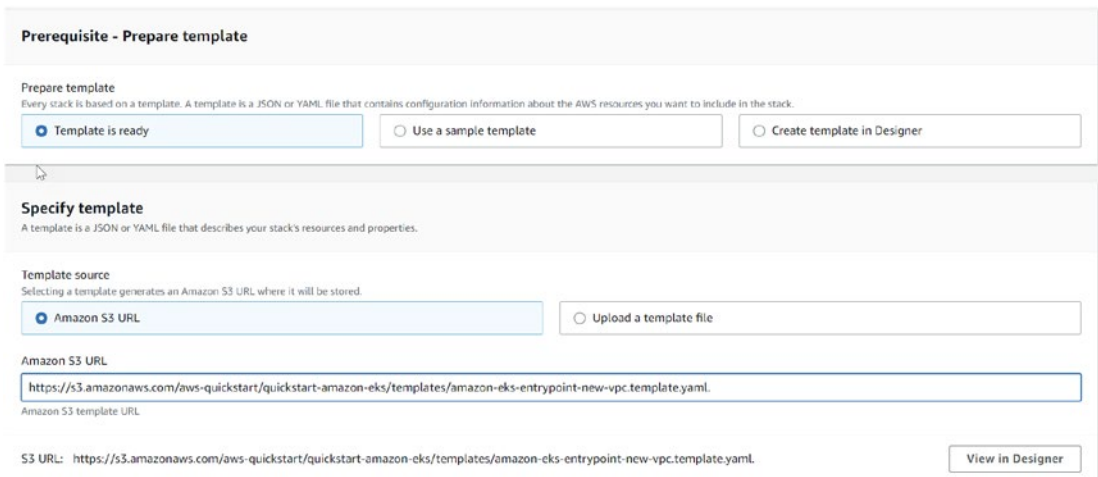 Prerequisite - Prepare template
Prepare template
Every stack is based on a template. A template is a JSON or YAML file that contains configuration information about the AWS resources you want to include in the stack.
Template is ready
Use a sample template
Create template in Designer
Specify template
A template is a JSON or YAML file that describes your stack's resources and properties.
Template source
Selecting a template generates an Amazon S3 URL where it will be stored.
Amazon S3 URL
Upload a template file
Amazon S3 URL
https://s3.amazonaws.com/aws-quickstart/quickstart-amazon-eks/templates/amazon-eks-entrypoint-new-vpc.template.yaml.
Amazon S3 template URL
S3 URL: https://s3.amazonaws.com/aws-quickstart/quickstart-amazon-eks/templates/amazon-eks-entrypoint-new-vpc.template.yaml.
View in Designer